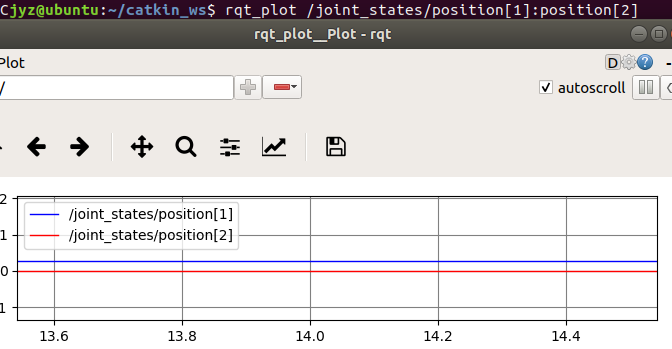 Cjyz@ubuntu:~/catkin_ws$ rqt_plot /joint_states/position[1]:position[2]
rqt_plot__Plot - rqt
Plot
D
/
autoscroll
2
/joint_states/position[1]
1
/joint_states/position[2]
0
1
13.6 13.8 14.0 14.2 14.4